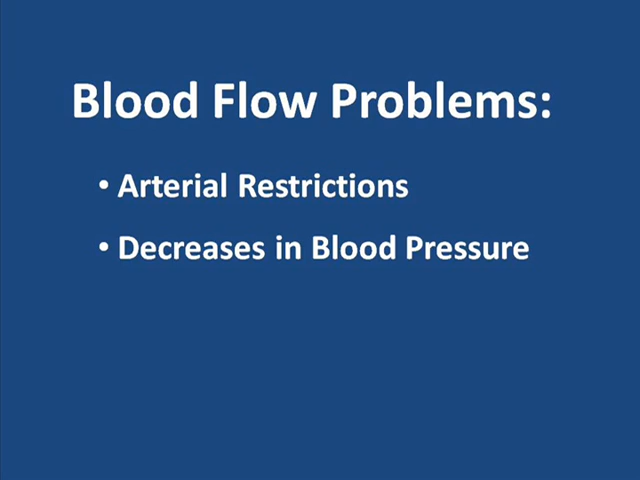 Blood Flow Problems:
• Arterial Restrictions
• Decreases in Blood Pressure